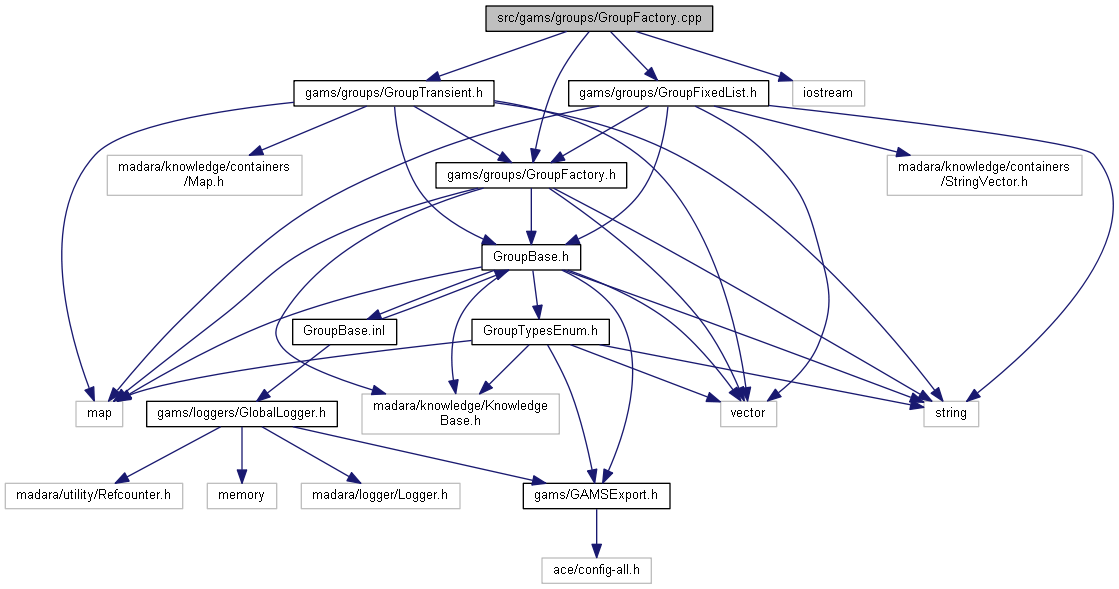 src/gams/groups/GroupFactory.cpp
gams/groups/GroupTransient.h
gams/groups/GroupFixedList.h
iostream
madara/knowledge/containers
/Map.h
gams/groups/GroupFactory.h
madara/knowledge/containers
/StringVector.h
GroupBase.h
GroupBase.inl
GroupTypesEnum.h
map
gams/loggers/GlobalLogger.h
madara/knowledge/Knowledge
Base.h
vector
string
madara/utility/Refcounter.h
memory
madara/logger/Logger.h
gams/GAMSExport.h
ace/config-all.h